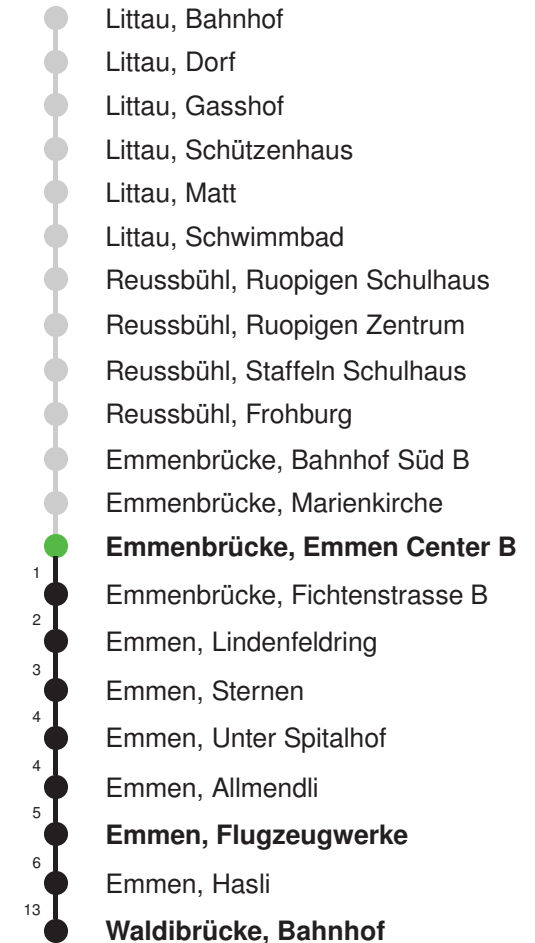 Littau, Bahnhof
Littau, Dorf
Littau, Gasshof
Littau, Schützenhaus
Littau, Matt
Littau, Schwimmbad
Reussbühl, Ruopigen Schulhaus
Reussbühl, Ruopigen Zentrum
Reussbühl, Staffeln Schulhaus
Reussbühl, Frohburg
Emmenbrücke, Bahnhof Süd B
Emmenbrücke, Marienkirche
Emmenbrücke, Emmen Center B
1 Emmenbrücke, Fichtenstrasse B
2 Emmen, Lindenfeldring
3 Emmen, Sternen
4 Emmen, Unter Spitalhof
4 Emmen, Allmendli
5 Emmen, Flugzeugwerke
6 Emmen, Hasli
13 Waldibrücke, Bahnhof